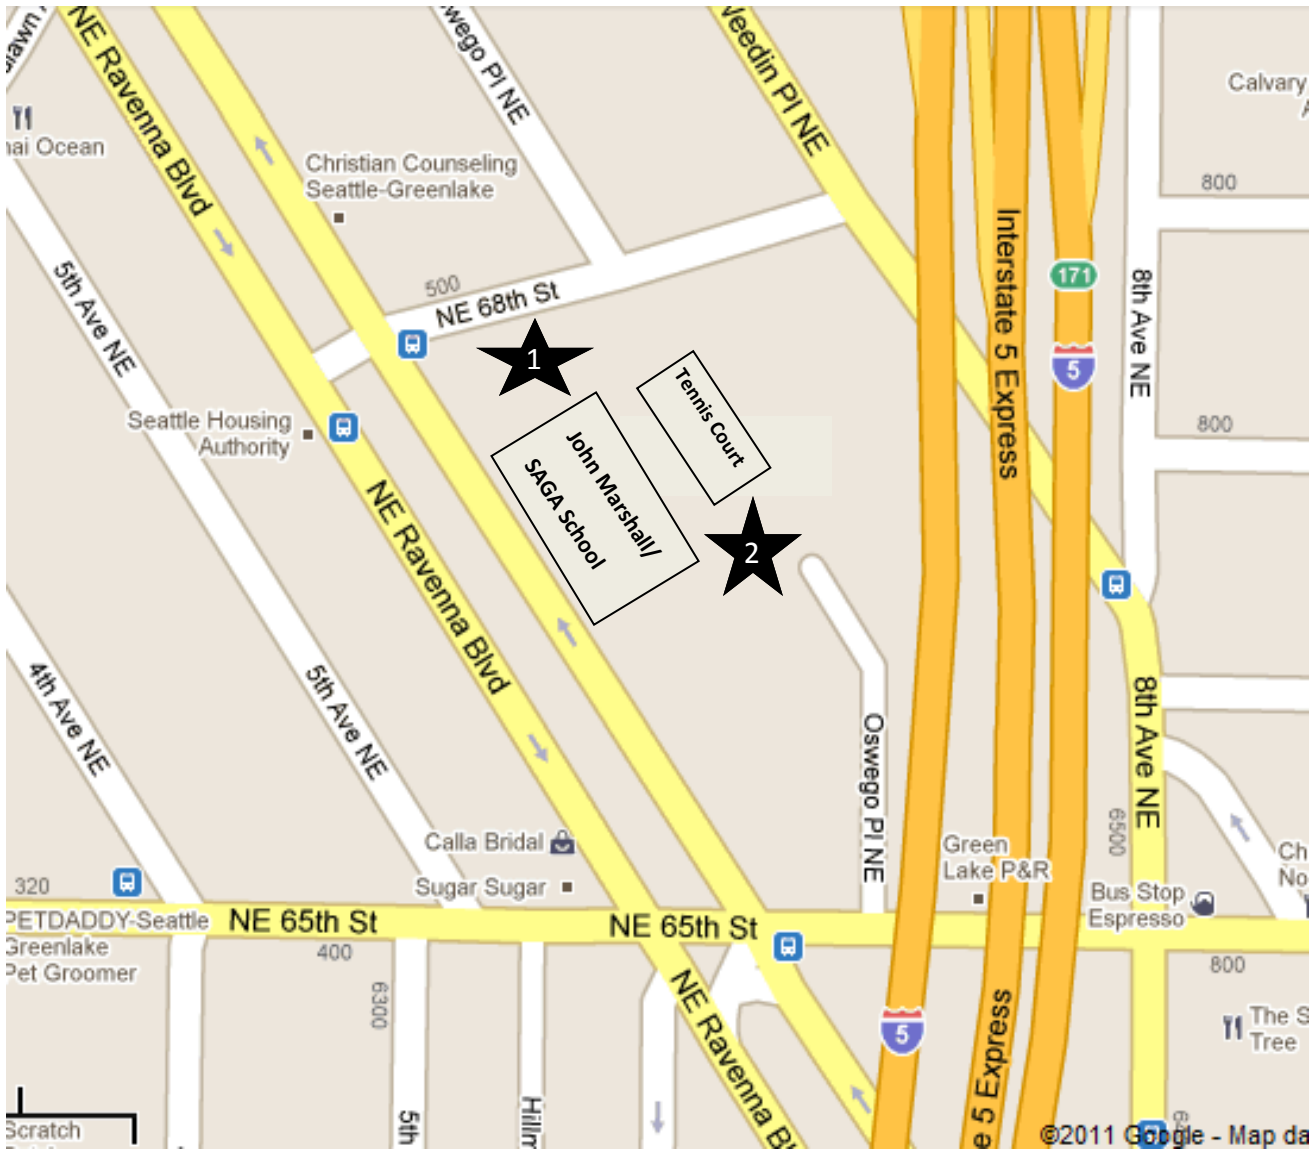 NE Ravenna Blvd
wego Pl NE
Weedin Pl NE
Calvary
hai Ocean
Christian Counseling
Seattle-Greenlake
800
Interstate 5 Express
171
5
8th Ave NE
500
NE 68th St
5th Ave NE
1
Tennis Court
Seattle Housing
Authority
800
John Marshall/
SAGA School
NE Ravenna Blvd
2
4th Ave NE
5th Ave NE
Oswego Pl NE
8th Ave NE
6500
Calla Bridal
Sugar Sugar
Green
Lake P&R
Bus Stop
Espresso
Ch
No
320
PETDADDY-Seattle
Greenlake
Pet Groomer
NE 65th St
NE 65th St
400
800
6300
NE Ravenna Bl
5
e 5 Express
The S
Tree
5th
Hillm
Scratch
©2011 Google - Map da